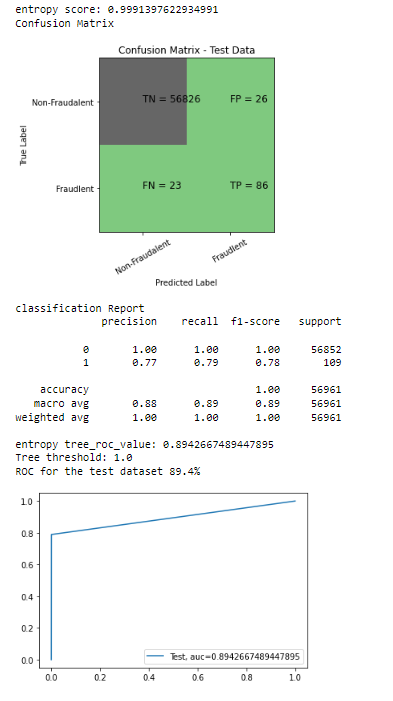 entropy score: 0.9991397622934991
Confusion Matrix
Confusion Matrix - Test Data
True Label
Non-Fraudalent
TN = 56826 FP = 26
Fraudlent
FN = 23 TP = 86
Non-Fraudalent Fraudlent
Predicted Label
classification Report
precision recall f1-score support
0 1.00 1.00 1.00 56852
1 0.77 0.79 0.78 109
accuracy 1.00 56961
macro avg 0.88 0.89 0.89 56961
weighted avg 1.00 1.00 1.00 56961
entropy tree_roc_value: 0.8942667489447895
Tree threshold: 1.0
ROC for the test dataset 89.4%
1.0
0.8
0.6
0.4
0.2
0.0
Test, auc=0.8942667489447895
0.0 0.2 0.4 0.6 0.8 1.0